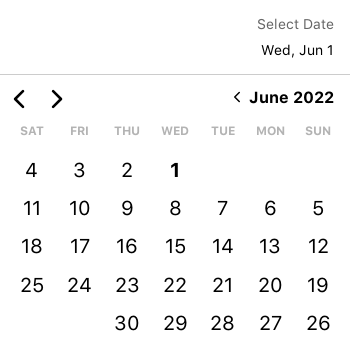 Select Date
Wed, Jun 1
June 2022
SAT FRI THU WED TUE MON SUN
4 3 2 1
11 10 9 8 7 6 5
18 17 16 15 14 13 12
25 24 23 22 21 20 19
30 29 28 27 26